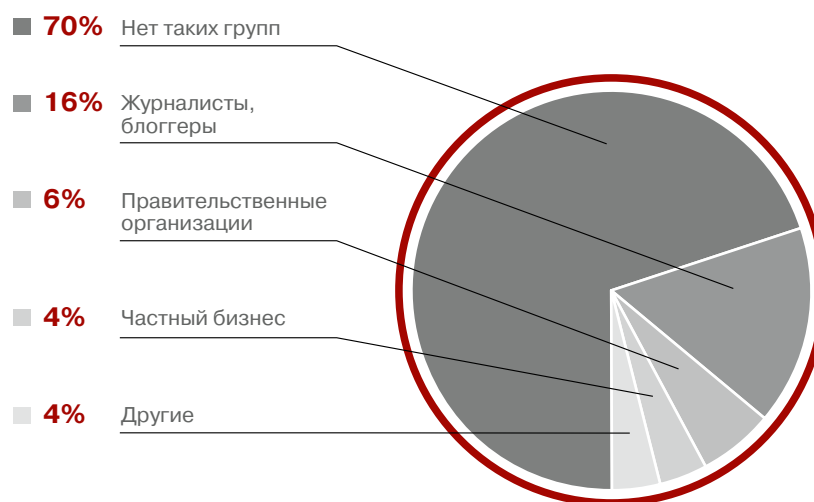 70% Нет таких групп
16% Журналисты,
блоггеры
6% Правительственные
организации
4% Частный бизнес
4% Другие